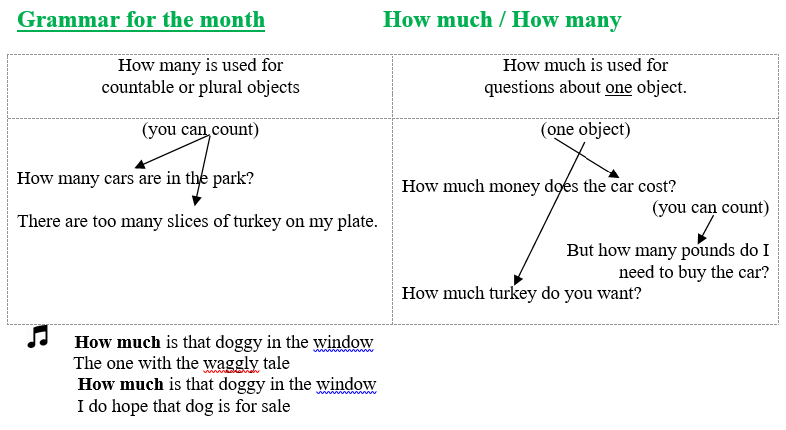 Grammar for the month How much / How many
How many is used for
countable or plural objects
How much is used for
questions about one object.
(you can count)
How many cars are in the park?
There are too many slices of turkey on my plate.
(one object)
How much money does the car cost?
(you can count)
But how many pounds do I
need to buy the car?
How much turkey do you want?
How much is that doggy in the window
The one with the waggly tale
How much is that doggy in the window
I do hope that dog is for sale